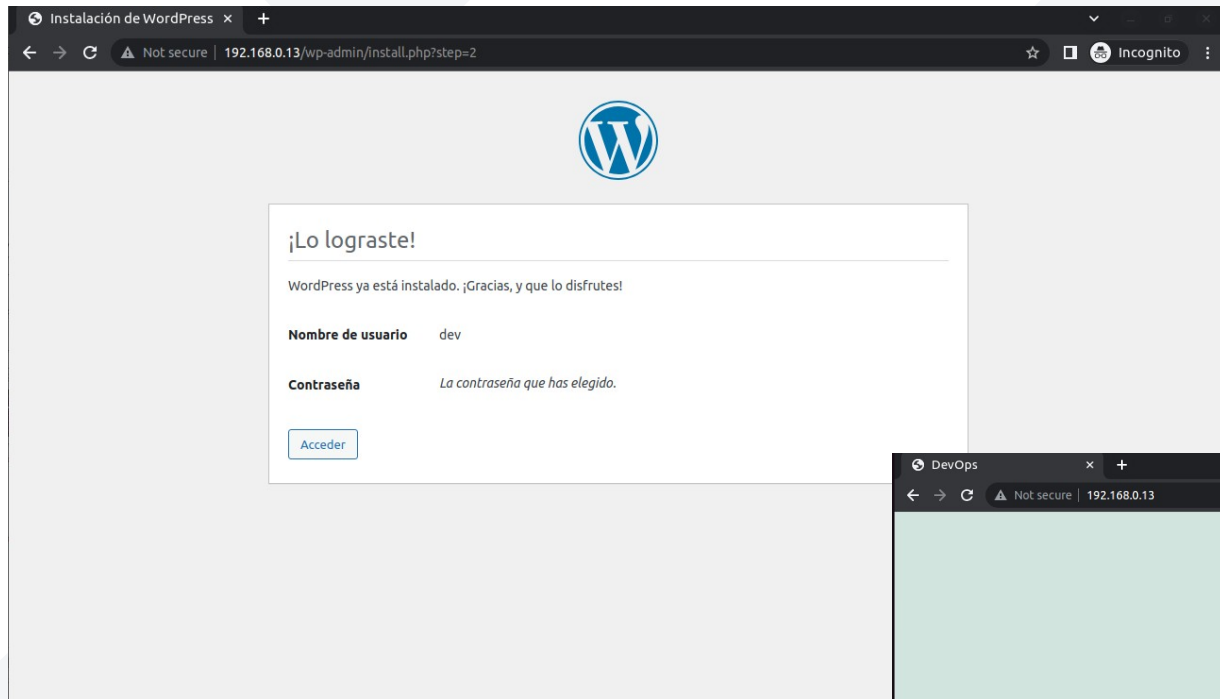 Instalación de WordPress
Not secure | 192.168.0.13/wp-admin/install.php?step=2
Incognito
¡Lo lograste!
WordPress ya está instalado. ¡Gracias, y que lo disfrutes!
Nombre de usuario dev
Contraseña La contraseña que has elegido.
Acceder
DevOps
Not secure | 192.168.0.13